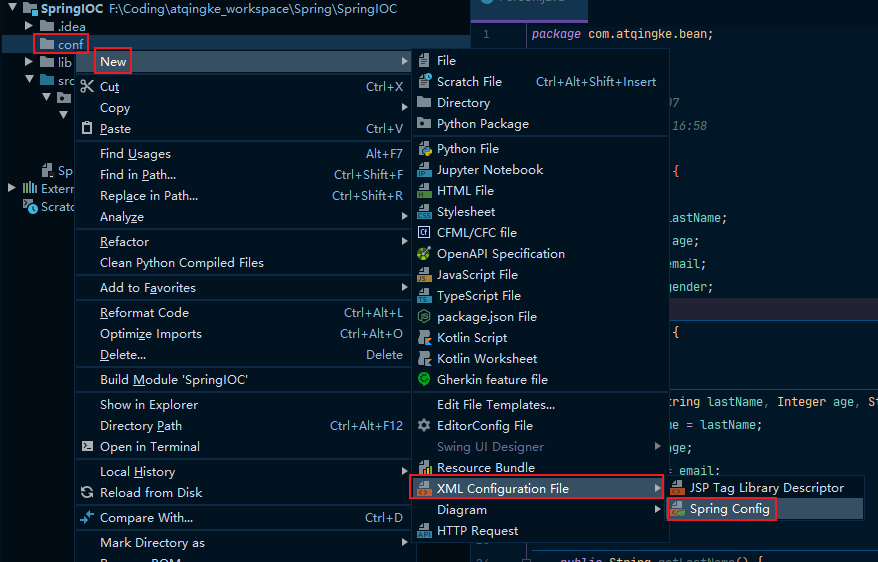 SpringIOC F:\Coding\atqingke_workspace\Spring\SpringIOC
.idea
conf
lib
src
Sp
Extern
Scratc
New
Cut Ctrl+X
Copy
Paste Ctrl+V
Find Usages Alt+F7
Find in Path... Ctrl+Shift+F
Replace in Path... Ctrl+Shift+R
Analyze
Refactor
Clean Python Compiled Files
Add to Favorites
Reformat Code Ctrl+Alt+L
Optimize Imports Ctrl+Alt+O
Delete... Delete
Build Module 'SpringIOC'
Show in Explorer
Directory Path Ctrl+Alt+F12
Open in Terminal
Local History
Reload from Disk
Compare With... Ctrl+D
Mark Directory as
File
Scratch File Ctrl+Alt+Shift+Insert
Directory
Python Package
Python File
Jupyter Notebook
HTML File
Stylesheet
CFML/CFC file
OpenAPI Specification
JavaScript File
TypeScript File
package.json File
Kotlin Script
Kotlin Worksheet
Gherkin feature file
Edit File Templates...
EditorConfig File
Swing UI Designer
Resource Bundle
XML Configuration File
Diagram
HTTP Request
JSP Tag Library Descriptor
Spring Config
1 package com.atqingke.bean;
07
16:58
{
lastName;
age;
email;
gender;
{
tring lastName, Integer age, St
me = lastName;
age;
= email;
public String getLastName() {